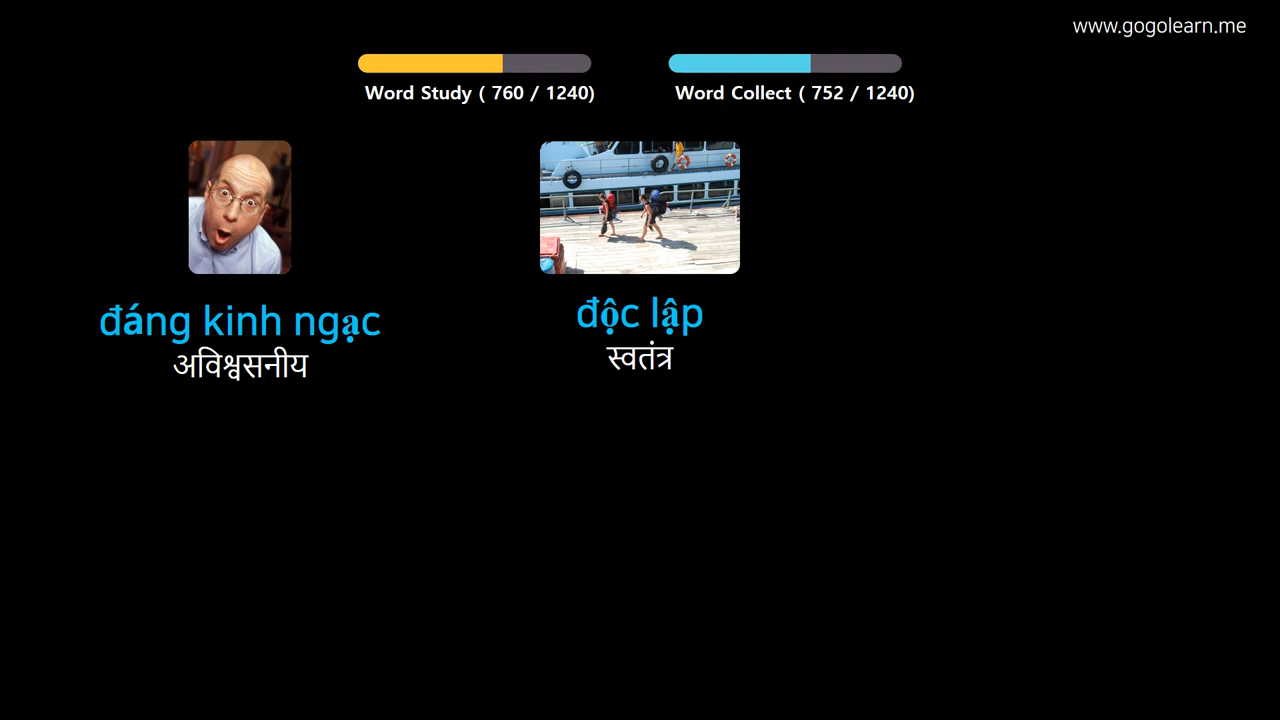 www.gogolearn.me
Word Study ( 760 / 1240)
Word Collect ( 752 / 1240)
đáng kinh ngạc
अविश्वसनीय
độc lập
स्वतंत्र